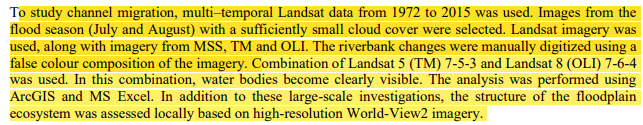 To study channel migration, multi–temporal Landsat data from 1972 to 2015 was used. Images from the
flood season (July and August) with a sufficiently small cloud cover were selected. Landsat imagery was
used, along with imagery from MSS, TM and OLI. The riverbank changes were manually digitized using a
false colour composition of the imagery. Combination of Landsat 5 (TM) 7-5-3 and Landsat 8 (OLI) 7-6-4
was used. In this combination, water bodies become clearly visible. The analysis was performed using
ArcGIS and MS Excel. In addition to these large-scale investigations, the structure of the floodplain
ecosystem was assessed locally based on high-resolution World-View2 imagery.